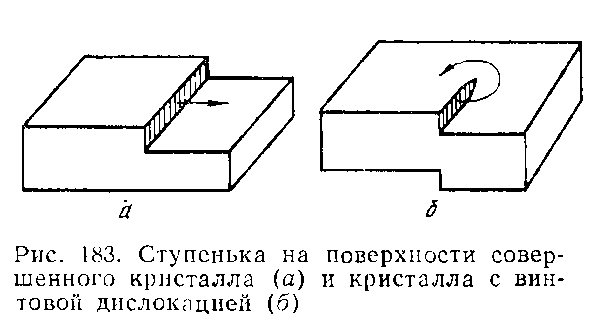 а
б
Рис. 183. Ступенька на поверхности совер-
шенного кристалла (а) и кристалла с вин-
товой дислокацией (б)